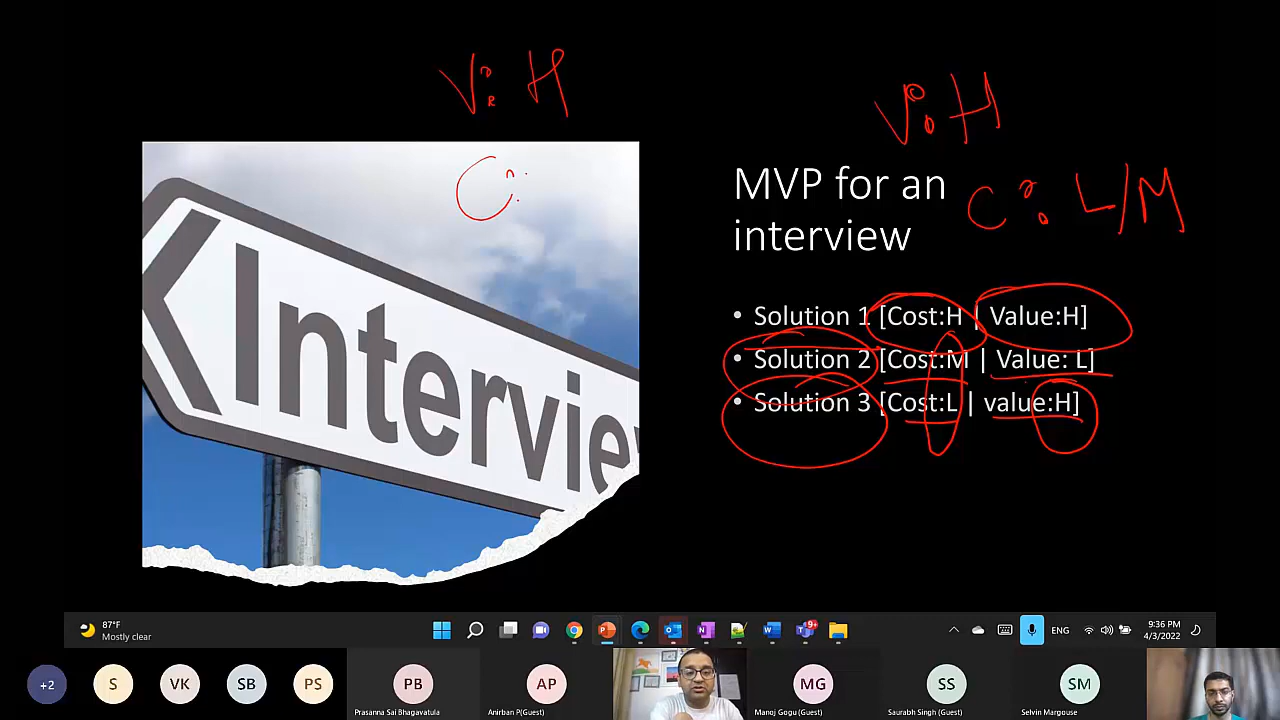 V: H
V: H
C:
C: L/M
Intervie
MVP for an
interview
• Solution 1 [Cost:H | Value:H]
• Solution 2 [Cost:M | Value: L]
• Solution 3 [Cost:L | value:H]
87°F
Mostly clear
9+
ENG
9:36 PM
4/3/2022
+2
S
VK
SB
PS
PB
AP
MG
SS
SM
Prasanna Sai Bhagavatula
Anirban P(Guest)
Manoj Gogu (Guest)
Saurabh Singh (Guest)
Selvin Margouse